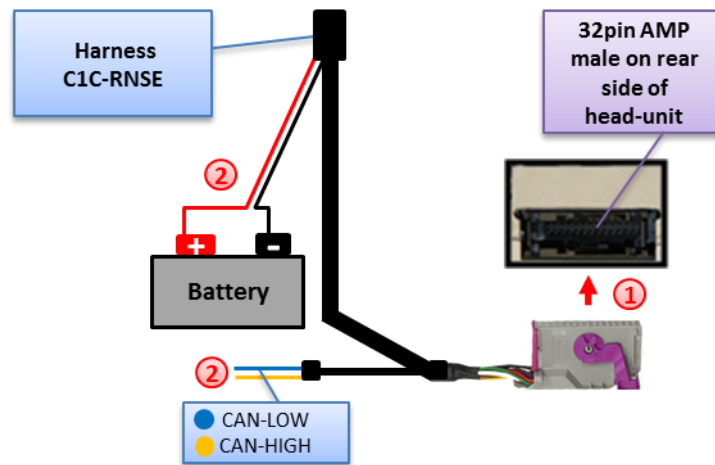 Harness
C1C-RNSE
32pin AMP
male on rear
side of
head-unit
2
+
-
Battery
1
2
CAN-LOW
CAN-HIGH